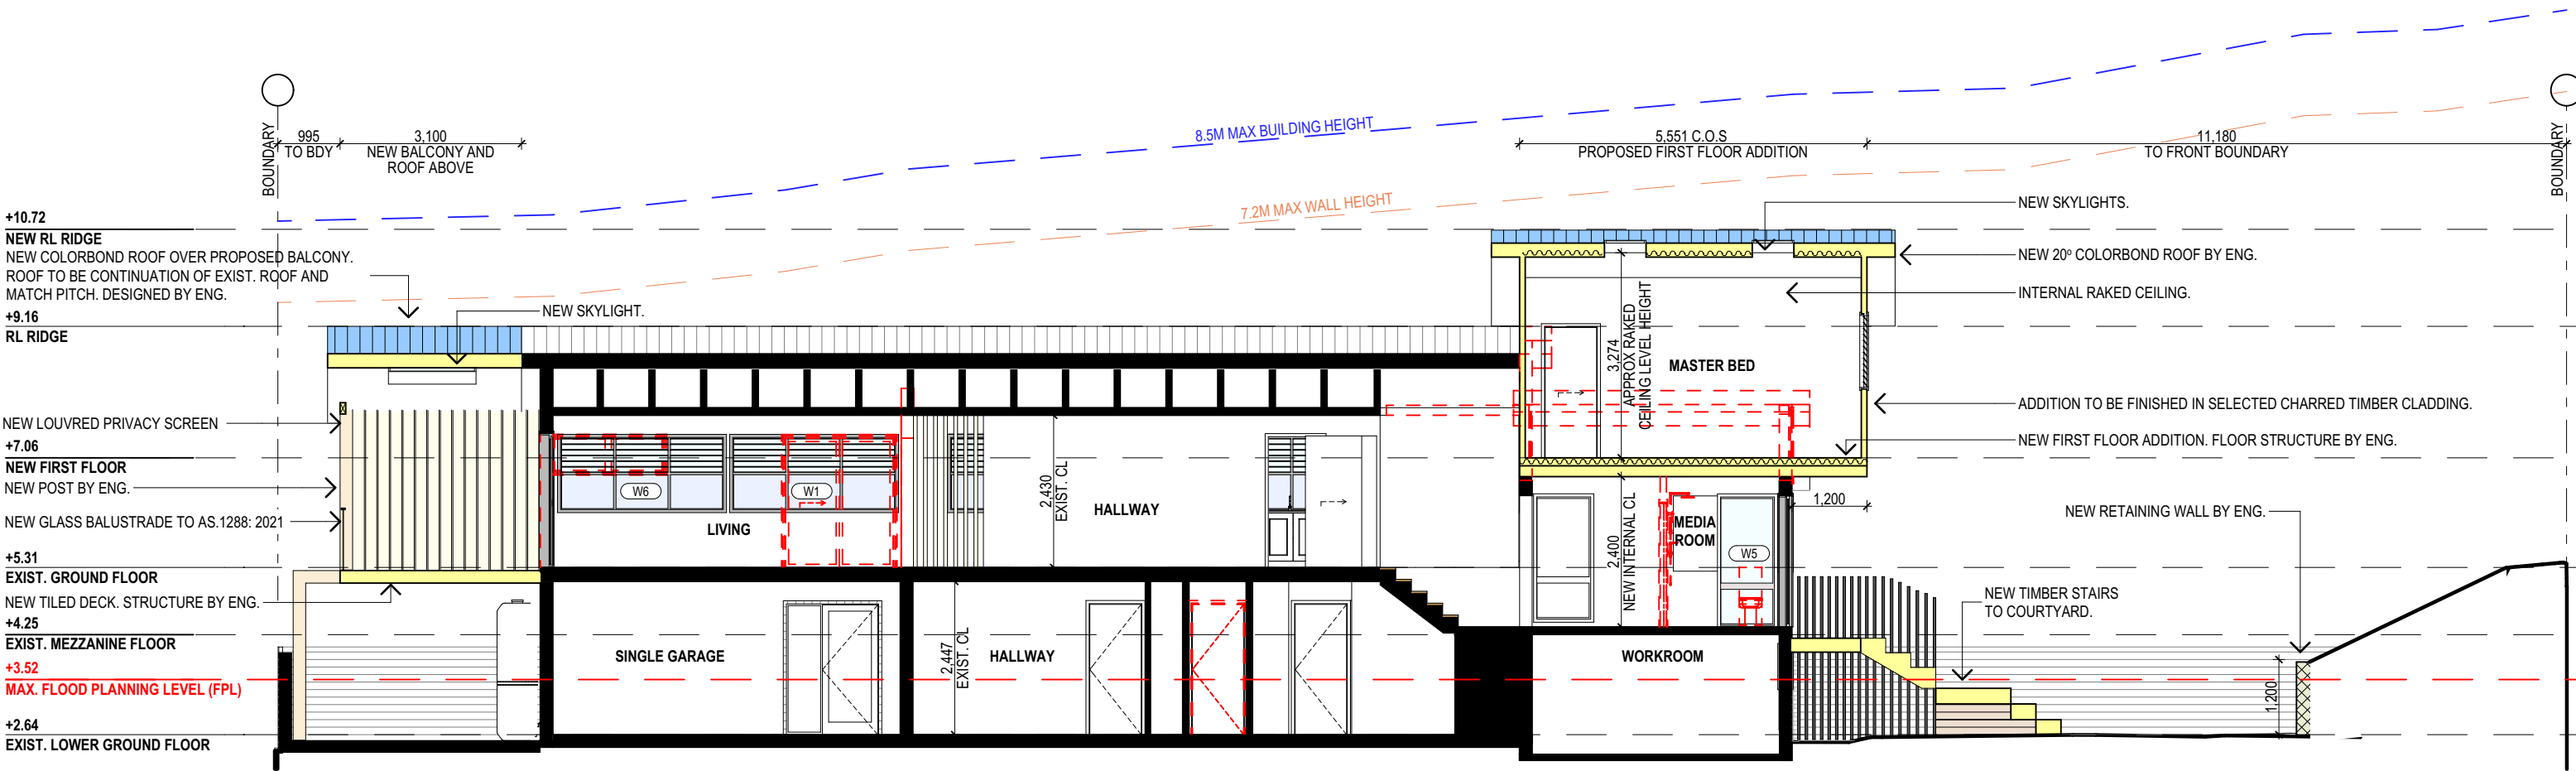 8.5M MAX BUILDING HEIGHT
7.2M MAX WALL HEIGHT
BOUNDARY
995
TO BDY
3,100
NEW BALCONY AND
ROOF ABOVE
5,551 C.O.S
PROPOSED FIRST FLOOR ADDITION
11,180
TO FRONT BOUNDARY
BOUNDARY
+10.72
NEW RL RIDGE
NEW COLORBOND ROOF OVER PROPOSED BALCONY.
ROOF TO BE CONTINUATION OF EXIST. ROOF AND
MATCH PITCH. DESIGNED BY ENG.
+9.16
RL RIDGE
NEW LOUVRED PRIVACY SCREEN
+7.06
NEW FIRST FLOOR
NEW POST BY ENG.
NEW GLASS BALUSTRADE TO AS.1288: 2021
+5.31
EXIST. GROUND FLOOR
NEW TILED DECK. STRUCTURE BY ENG.
+4.25
EXIST. MEZZANINE FLOOR
+3.52
MAX. FLOOD PLANNING LEVEL (FPL)
+2.64
EXIST. LOWER GROUND FLOOR
NEW SKYLIGHT.
W6
W1
LIVING
2,430
EXIST. CL
HALLWAY
SINGLE GARAGE
2,447
EXIST. CL
HALLWAY
3,274
APPROX RAKED
CEILING LEVEL HEIGHT
MASTER BED
2,400
NEW INTERNAL CL
MEDIA
ROOM
W5
1,200
WORKROOM
NEW SKYLIGHTS.
NEW 20º COLORBOND ROOF BY ENG.
INTERNAL RAKED CEILING.
ADDITION TO BE FINISHED IN SELECTED CHARRED TIMBER CLADDING.
NEW FIRST FLOOR ADDITION. FLOOR STRUCTURE BY ENG.
NEW RETAINING WALL BY ENG.
NEW TIMBER STAIRS
TO COURTYARD.
1,200